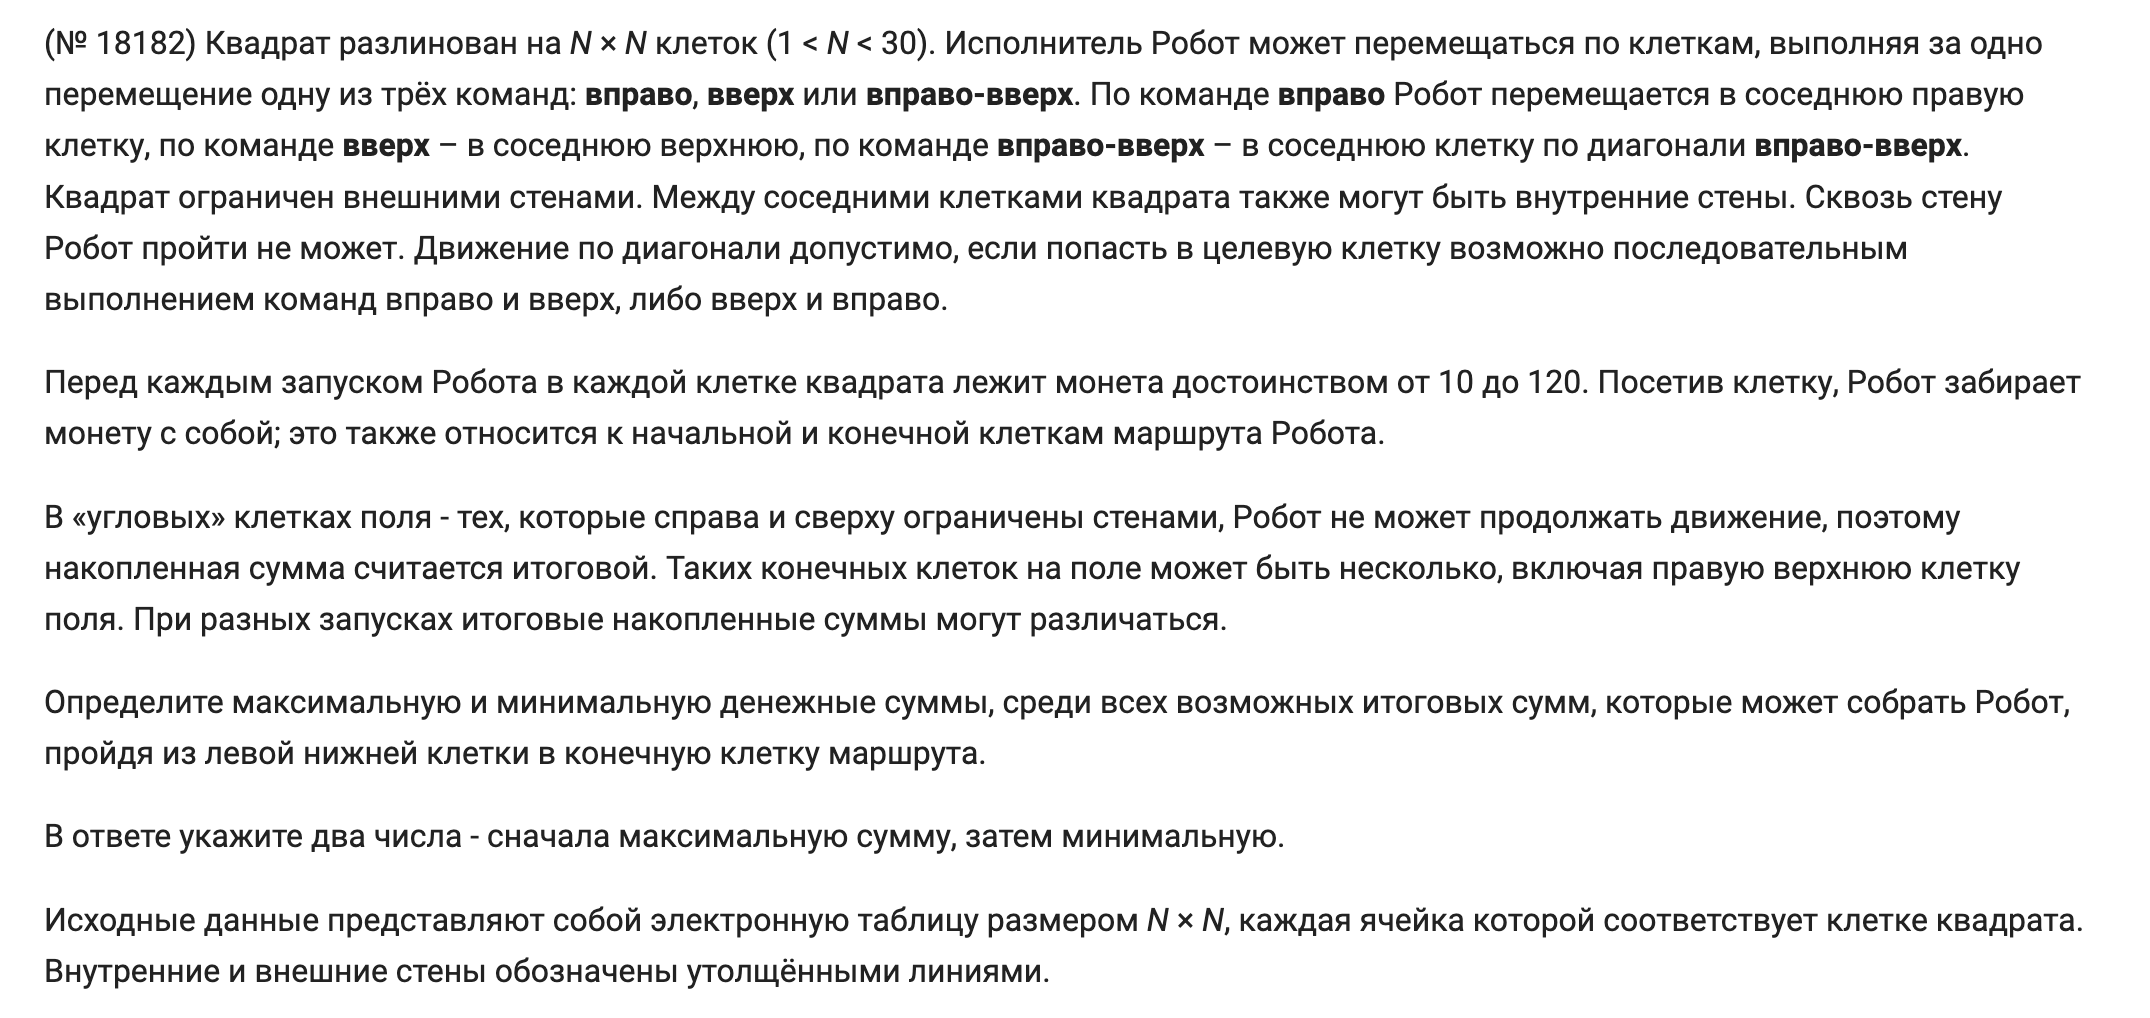 (№ 18182) Квадрат разлинован на N × N клеток (1 < N < 30). Исполнитель Робот может перемещаться по клеткам, выполняя за одно
перемещение одну из трёх команд: вправо, вверх или вправо-вверх. По команде вправо Робот перемещается в соседнюю правую
клетку, по команде вверх – в соседнюю верхнюю, по команде вправо-вверх – в соседнюю клетку по диагонали вправо-вверх.
Квадрат ограничен внешними стенами. Между соседними клетками квадрата также могут быть внутренние стены. Сквозь стену
Робот пройти не может. Движение по диагонали допустимо, если попасть в целевую клетку возможно последовательным
выполнением команд вправо и вверх, либо вверх и вправо.
Перед каждым запуском Робота в каждой клетке квадрата лежит монета достоинством от 10 до 120. Посетив клетку, Робот забирает
монету с собой; это также относится к начальной и конечной клеткам маршрута Робота.
В «угловых» клетках поля - тех, которые справа и сверху ограничены стенами, Робот не может продолжать движение, поэтому
накопленная сумма считается итоговой. Таких конечных клеток на поле может быть несколько, включая правую верхнюю клетку
поля. При разных запусках итоговые накопленные суммы могут различаться.
Определите максимальную и минимальную денежные суммы, среди всех возможных итоговых сумм, которые может собрать Робот,
пройдя из левой нижней клетки в конечную клетку маршрута.
В ответе укажите два числа - сначала максимальную сумму, затем минимальную.
Исходные данные представляют собой электронную таблицу размером N × N, каждая ячейка которой соответствует клетке квадрата.
Внутренние и внешние стены обозначены утолщёнными линиями.